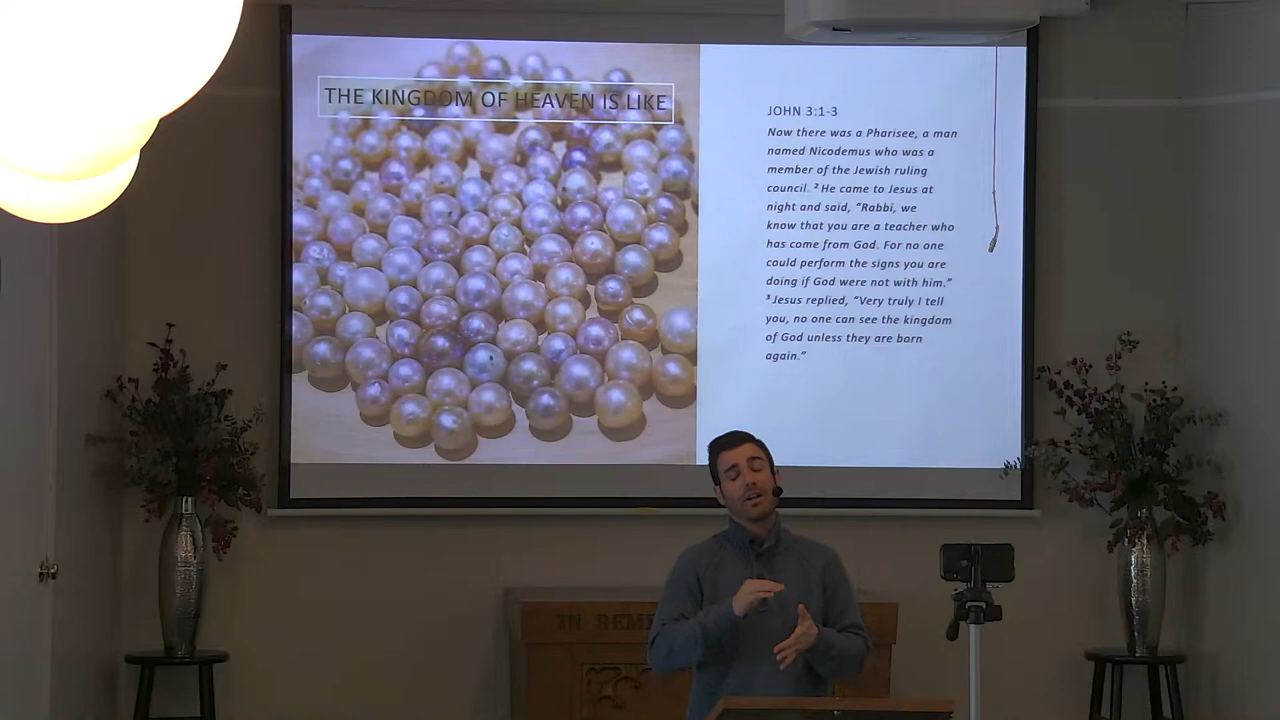 THE KINGDOM OF HEAVEN IS LIKE
JOHN 3:1-3
Now there was a Pharisee, a man
named Nicodemus who was a
member of the Jewish ruling
council. ² He came to Jesus at
night and said, “Rabbi, we
know that you are a teacher who
has come from God. For no one
could perform the signs you are
doing if God were not with him.”
³ Jesus replied, “Very truly I tell
you, no one can see the kingdom
of God unless they are born
again.”
IN REM